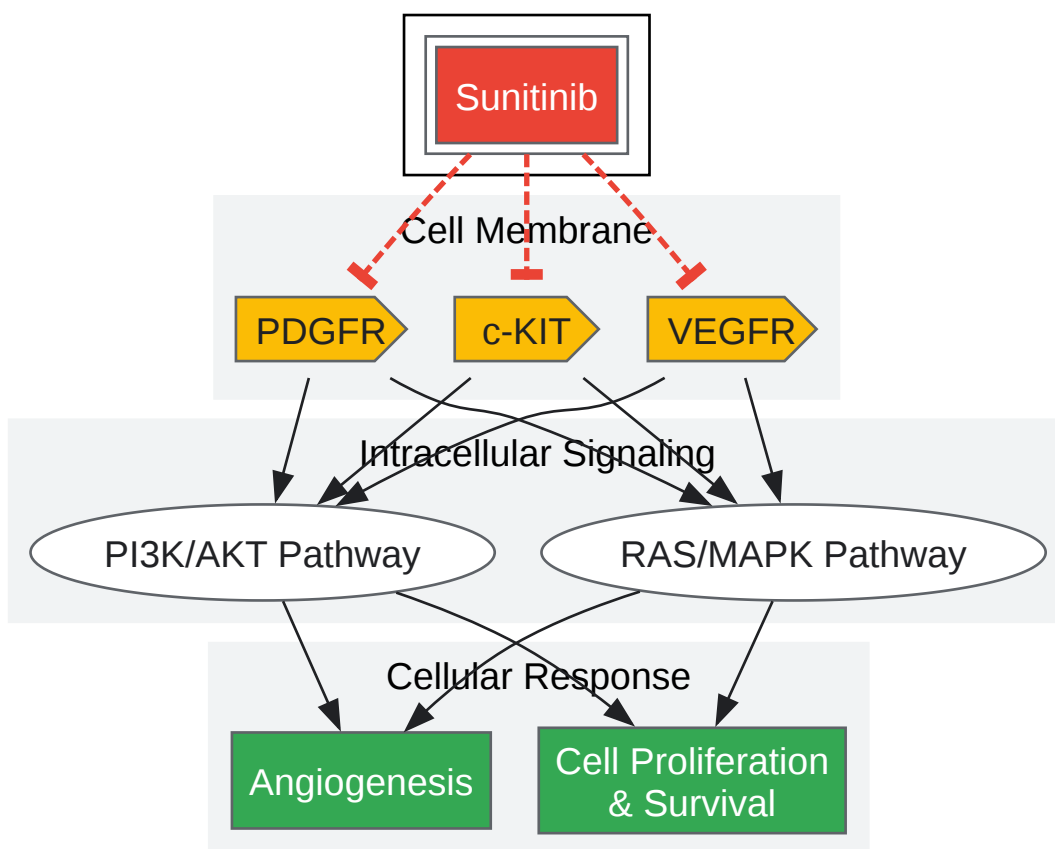 Sunitinib
Cell Membrane
PDGFR
c-KIT
VEGFR
Intracellular Signaling
PI3K/AKT Pathway
RAS/MAPK Pathway
Cellular Response
Angiogenesis
Cell Proliferation
& Survival